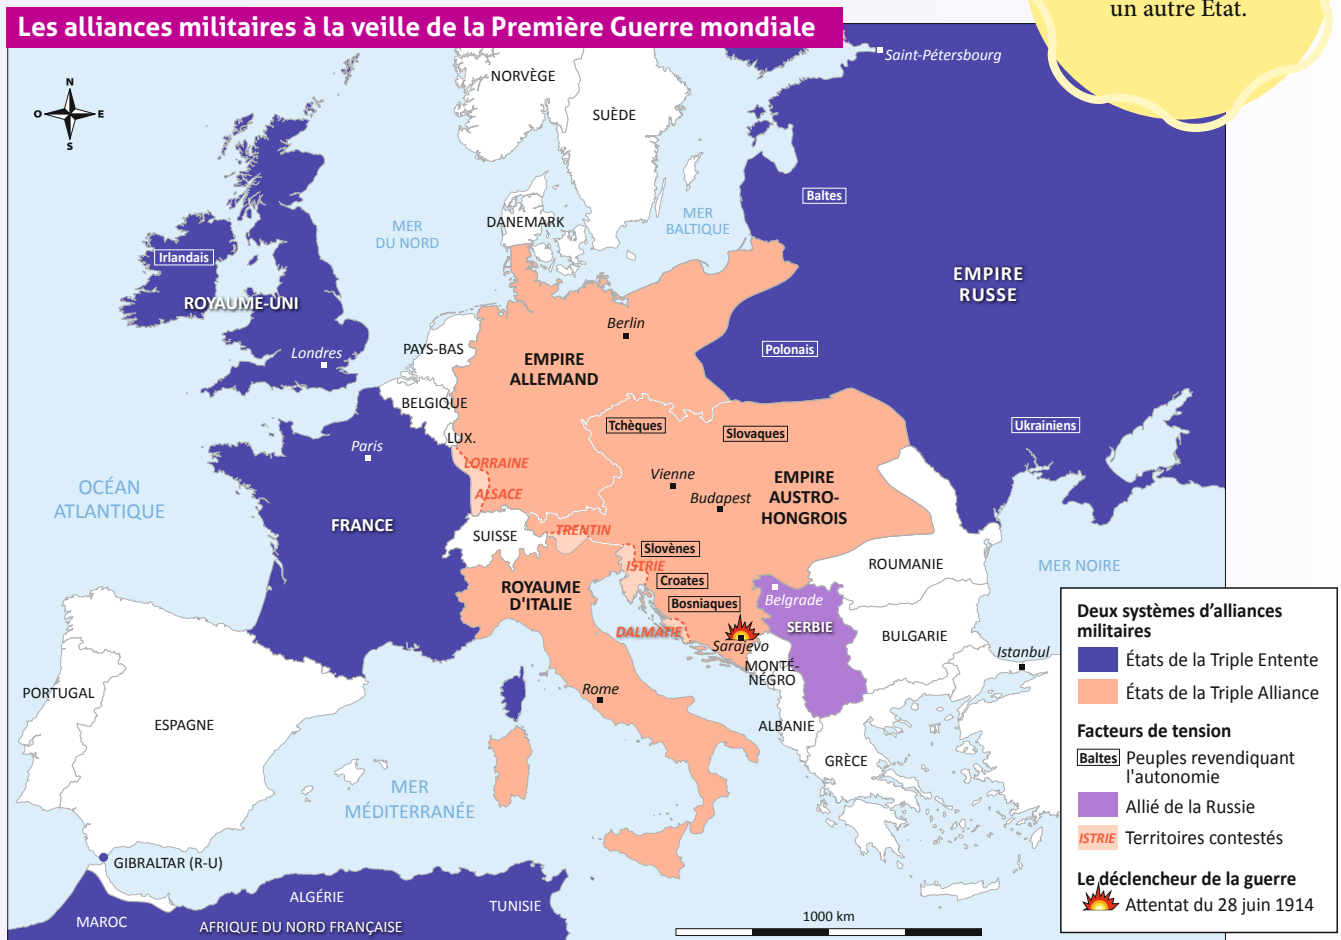 un autre État.
Les alliances militaires à la veille de la Première Guerre mondiale
N
O
E
S
NORVÈGE
SUÈDE
Saint-Pétersbourg
Baltes
MER
DU NORD
DANEMARK
MER
BALTIQUE
Irlandais
ROYAUME-UNI
Londres
EMPIRE
RUSSE
Berlin
PAYS-BAS
EMPIRE
ALLEMAND
Polonais
BELGIQUE
LUX.
Paris
LORRAINE
ALSACE
Tchèques
Slovaques
Ukrainiens
Vienne
Budapest
EMPIRE
AUSTRO-
HONGROIS
OCÉAN
ATLANTIQUE
FRANCE
SUISSE
TRENTIN
Slovènes
ISTRIE
Croates
Bosniaques
ROYAUME
D'ITALIE
DALMATIE
Sarajevo
Belgrade
SERBIE
ROUMANIE
MER NOIRE
BULGARIE
MONTÉ-
NÉGRO
Istanbul
PORTUGAL
ESPAGNE
Rome
ALBANIE
GRÈCE
MER
MÉDITERRANÉE
GIBRALTAR (R-U)
MAROC
ALGÉRIE
TUNISIE
AFRIQUE DU NORD FRANÇAISE
1000 km
Deux systèmes d’alliances
militaires
États de la Triple Entente
États de la Triple Alliance
Facteurs de tension
Baltes Peuples revendiquant
l'autonomie
Allié de la Russie
ISTRIE Territoires contestés
Le déclencheur de la guerre
Attentat du 28 juin 1914